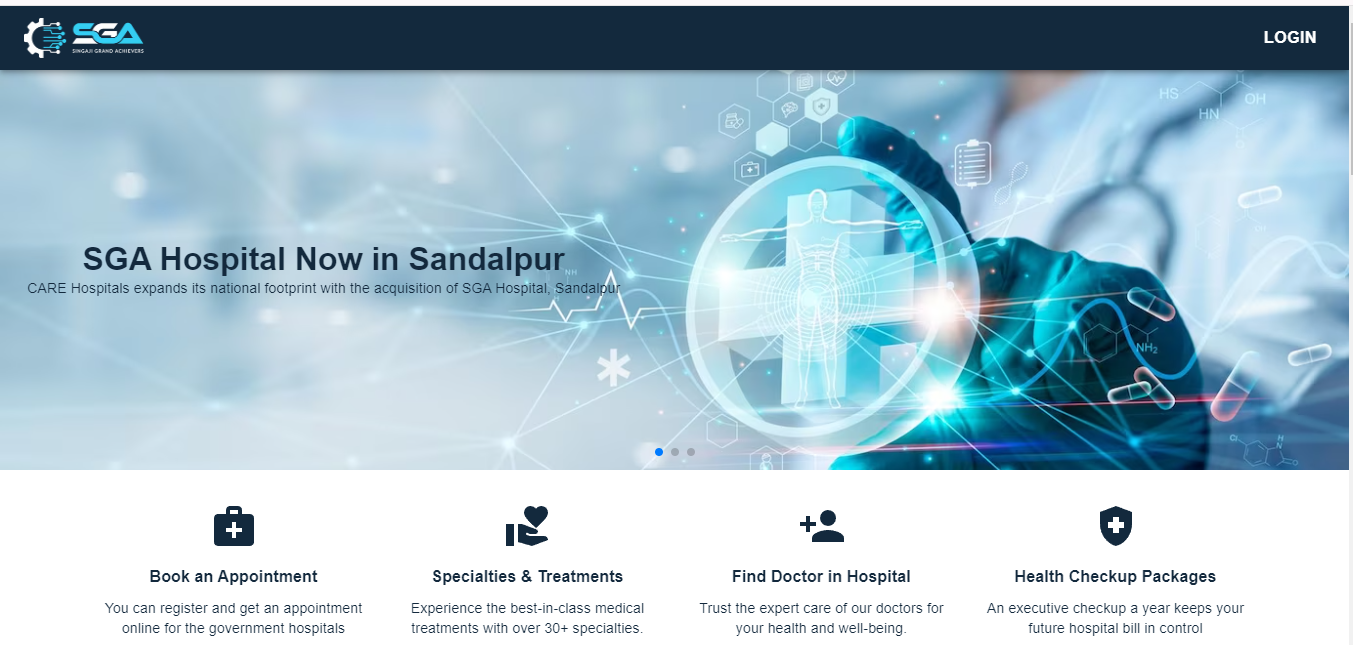 SGA
SINGAJI GRAND ACHIEVERS
LOGIN
HS
OH
HN
SGA Hospital Now in Sandalpur
NH
CARE Hospitals expands its national footprint with the acquisition of SGA Hospital, Sandalpur
NH₂
Cl
H
N
Book an Appointment
Specialties & Treatments
Find Doctor in Hospital
Health Checkup Packages
You can register and get an appointment
online for the government hospitals
Experience the best-in-class medical
treatments with over 30+ specialties.
Trust the expert care of our doctors for
your health and well-being.
An executive checkup a year keeps your
future hospital bill in control